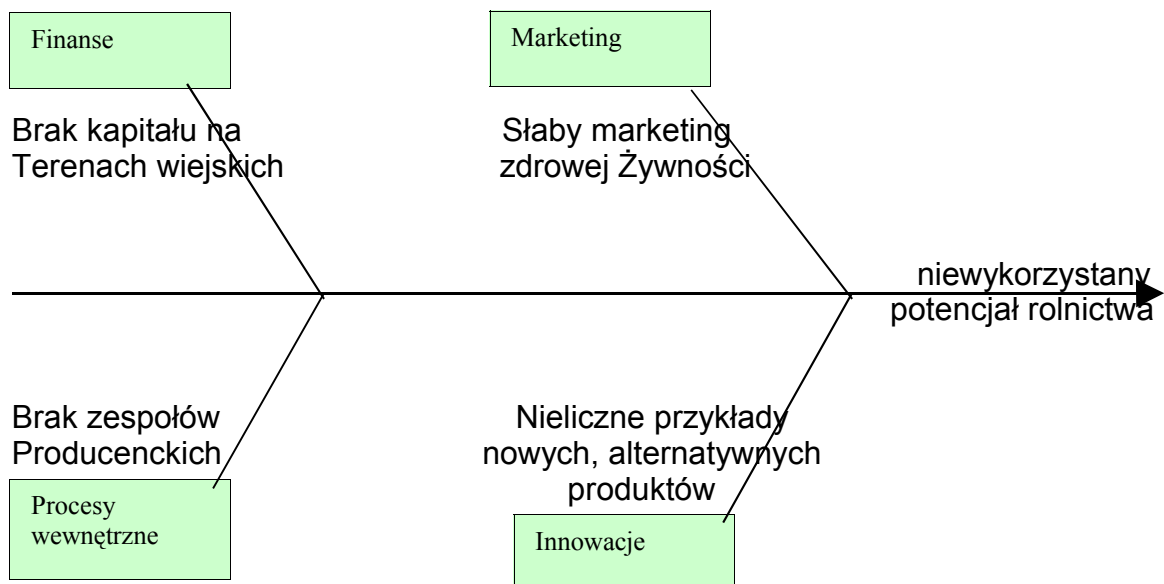 Finanse
Marketing
Brak kapitału na
Terenach wiejskich
Słaby marketing
zdrowej Żywności
niewykorzystany
potencjał rolnictwa
Brak zespołów
Producenckich
Nieliczne przykłady
nowych, alternatywnych
produktów
Procesy
wewnętrzne
Innowacje